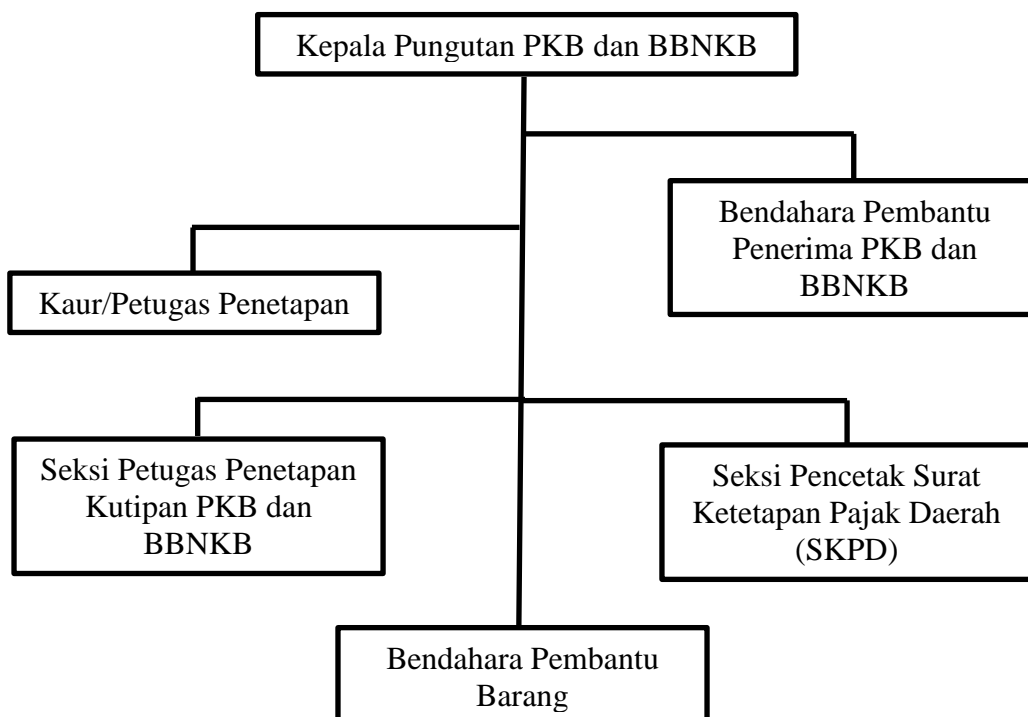 Kepala Pungutan PKB dan BBNKB
Bendahara Pembantu
Penerima PKB dan
BBNKB
Kaur/Petugas Penetapan
Seksi Petugas Penetapan
Kutipan PKB dan
BBNKB
Seksi Pencetak Surat
Ketetapan Pajak Daerah
(SKPD)
Bendahara Pembantu
Barang